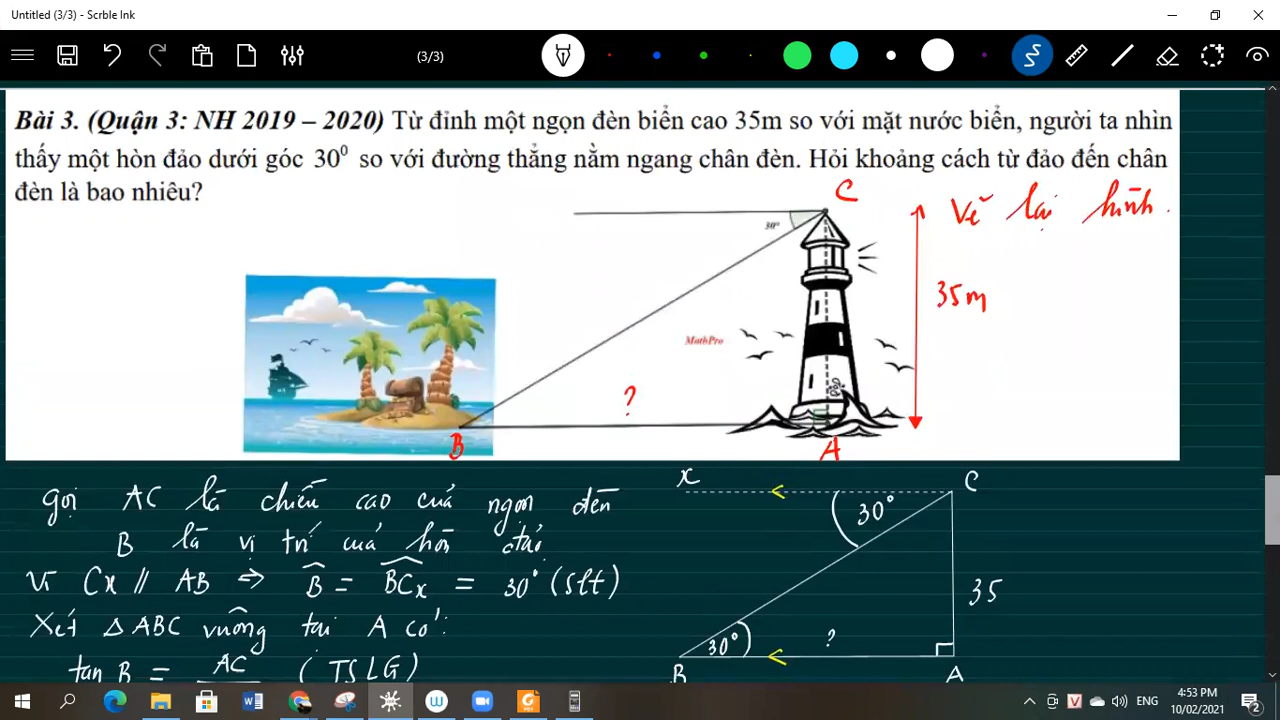 Untitled (3/3) - Scrble Ink
(3/3)
Bài 3. (Quận 3: NH 2019 – 2020) Từ đỉnh một ngọn đèn biển cao 35m so với mặt nước biển, người ta nhìn
thấy một hòn đảo dưới góc 30⁰ so với đường thẳng nằm ngang chân đèn. Hỏi khoảng cách từ đảo đến chân
đèn là bao nhiêu?
C
Vẽ lại hình.
30°
35m
MathPro
?
B
A
gọi AC là chiều cao của ngọn đèn
B là vị trí của hòn đảo
Vì Cx // AB ⇒ B̂ = BCx̂ = 30° (slt)
Xét Δ ABC vuông tại A có:
tan B = AC (TSLG)
x
C
30°
35
30°
?
B
A
ENG
4:53 PM
10/02/2021
2